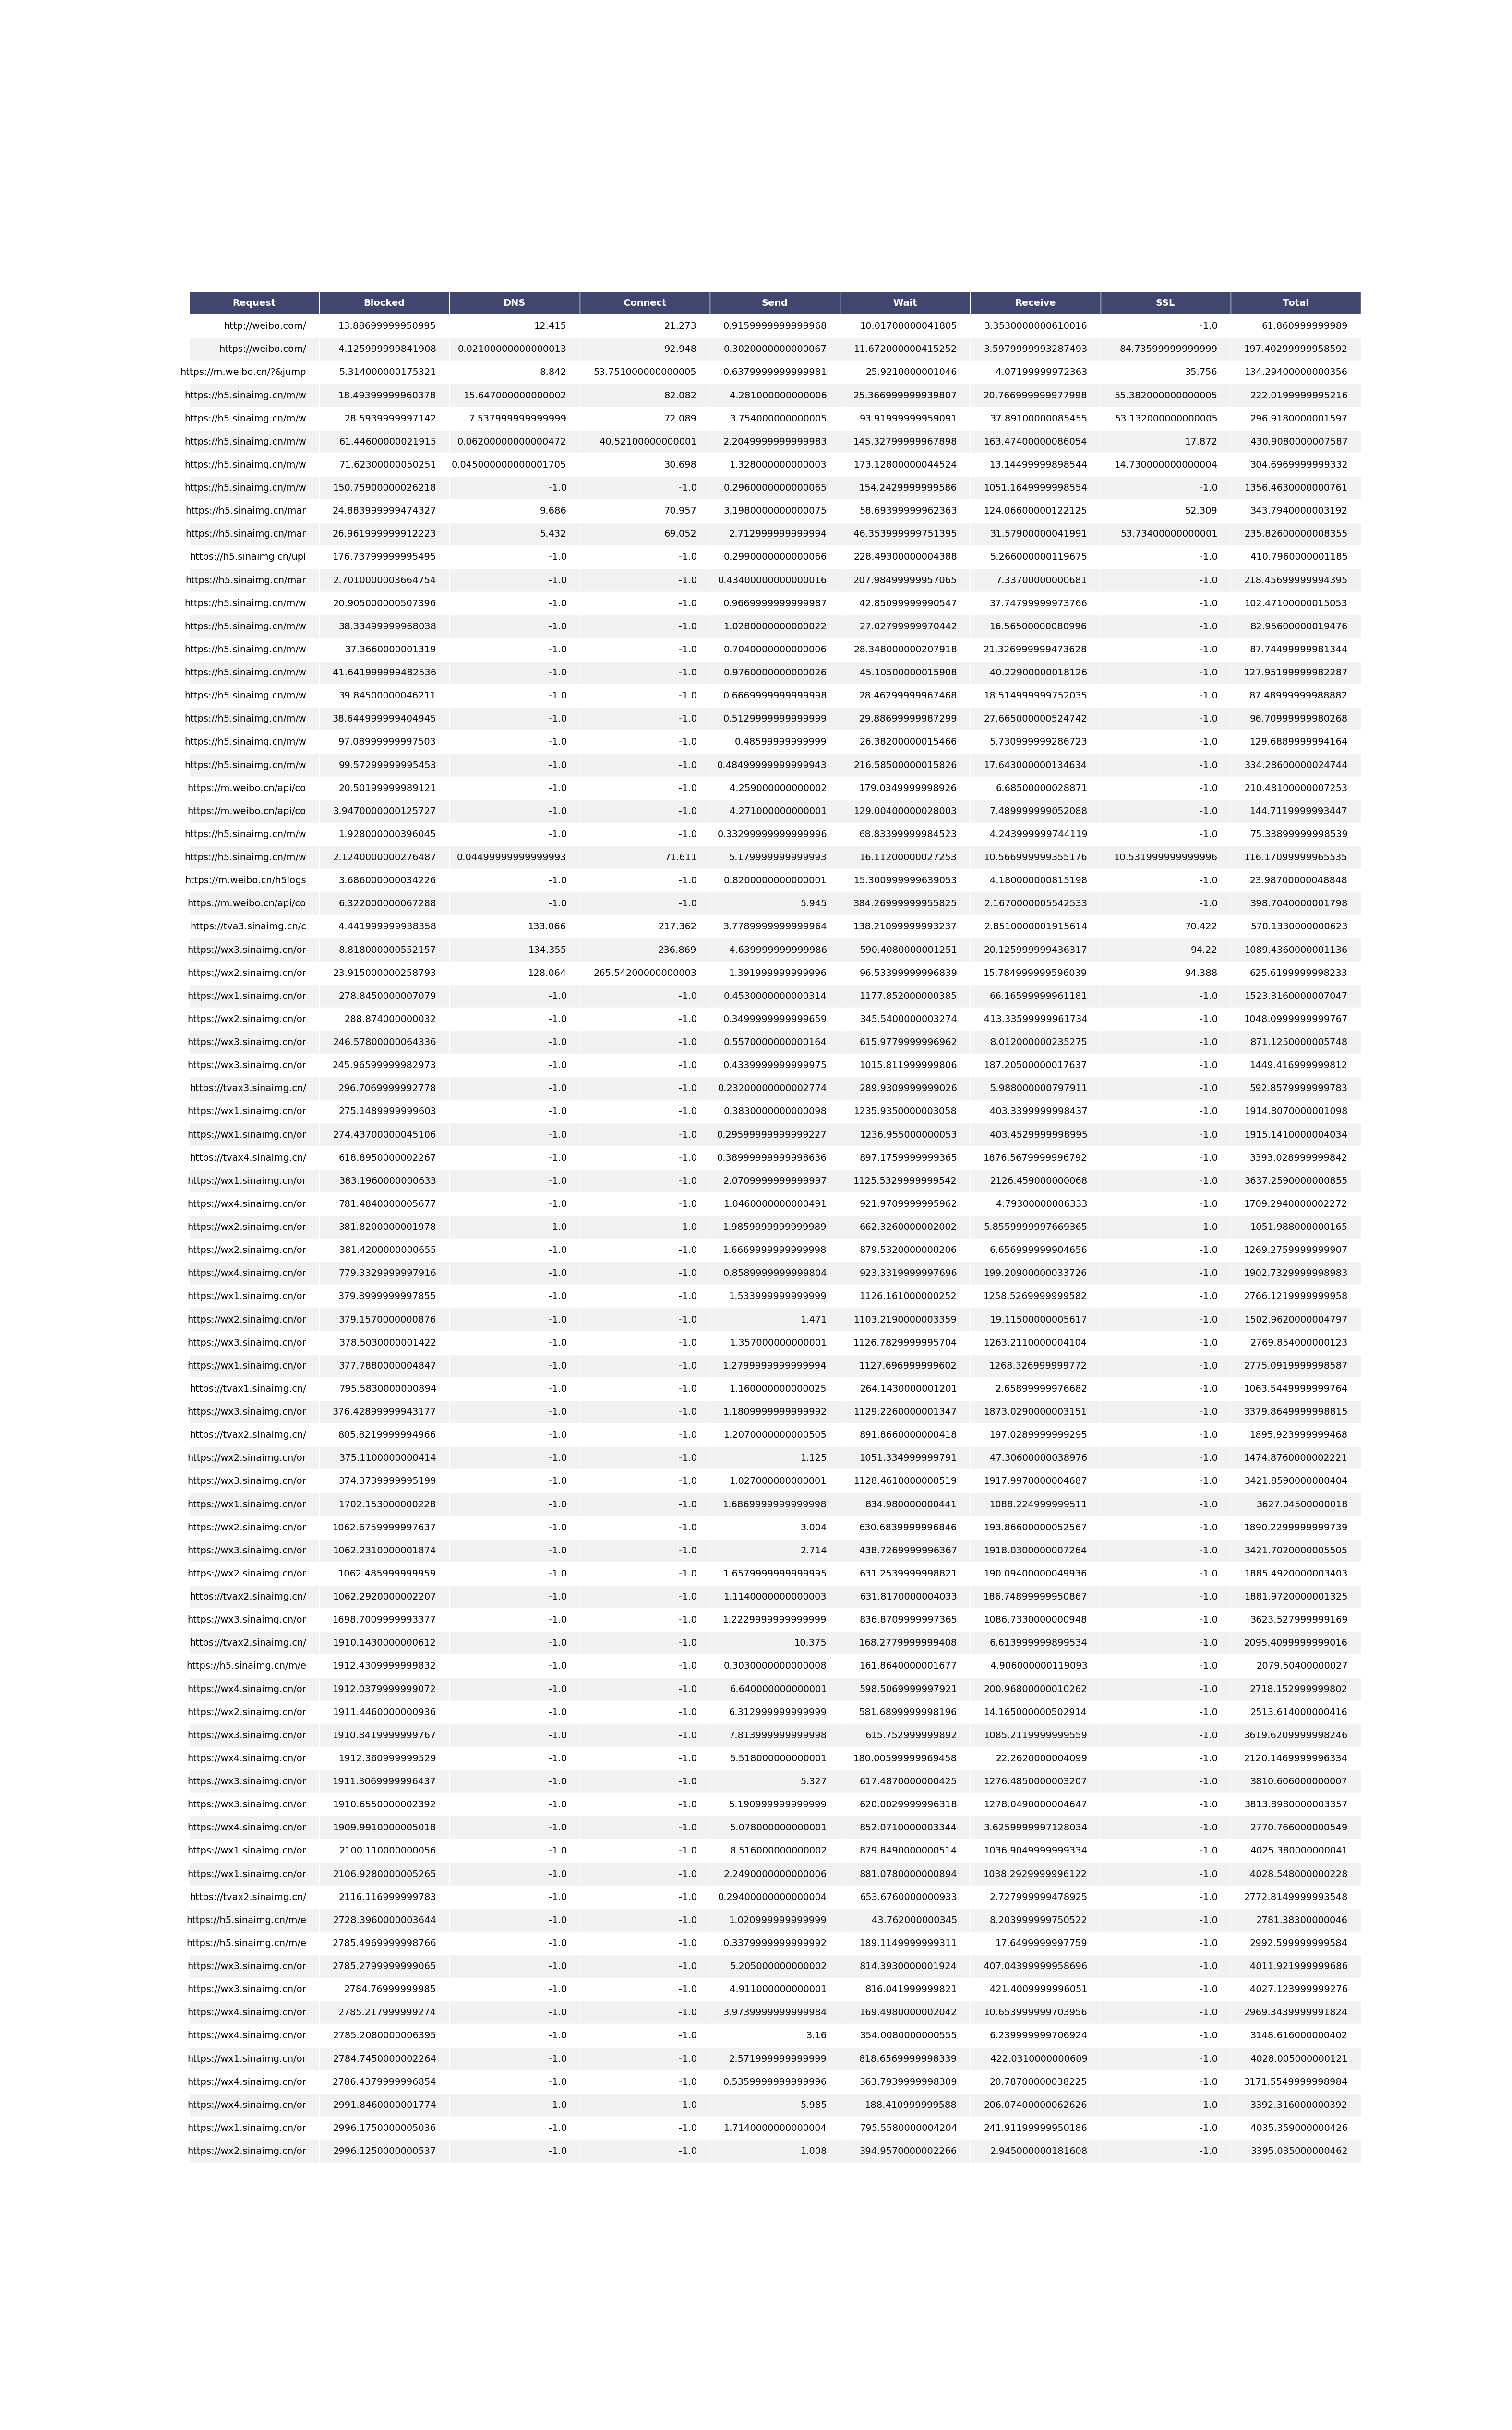 Request Blocked DNS Connect Send Wait Receive SSL Total
http://weibo.com/ 13.88699999950995 12.415 21.273 0.9159999999999968 10.01700000041805 3.3530000000610016 -1.0 61.860999999989
https://weibo.com/ 4.125999999841908 0.02100000000000013 92.948 0.3020000000000067 11.672000000415252 3.5979999993287493 84.73599999999999 197.40299999958592
https://m.weibo.cn/?&jump 5.314000000175321 8.842 53.751000000000005 0.6379999999999981 25.9210000001046 4.07199999972363 35.756 134.29400000000356
https://h5.sinaimg.cn/m/w 18.49399999960378 15.647000000000002 82.082 4.281000000000006 25.366999999939807 20.766999999977998 55.382000000000005 222.0199999995216
https://h5.sinaimg.cn/m/w 28.5939999997142 7.537999999999999 72.089 3.754000000000005 93.91999999959091 37.89100000085455 53.132000000000005 296.9180000001597
https://h5.sinaimg.cn/m/w 61.44600000021915 0.06200000000000472 40.52100000000001 2.2049999999999983 145.32799999967898 163.47400000086054 17.872 430.9080000007587
https://h5.sinaimg.cn/m/w 71.62300000050251 0.045000000000001705 30.698 1.328000000000003 173.12800000044524 13.14499999898544 14.730000000000004 304.6969999999332
https://h5.sinaimg.cn/m/w 150.75900000026218 -1.0 -1.0 0.2960000000000065 154.2429999999586 1051.1649999998554 -1.0 1356.4630000000761
https://h5.sinaimg.cn/mar 24.883999999474327 9.686 70.957 3.1980000000000075 58.69399999962363 124.06600000122125 52.309 343.7940000003192
https://h5.sinaimg.cn/mar 26.961999999912223 5.432 69.052 2.712999999999994 46.353999999751395 31.57900000041991 53.73400000000001 235.82600000008355
https://h5.sinaimg.cn/upl 176.73799999995495 -1.0 -1.0 0.2990000000000066 228.49300000004388 5.266000000119675 -1.0 410.7960000001185
https://h5.sinaimg.cn/mar 2.7010000003664754 -1.0 -1.0 0.43400000000000016 207.98499999957065 7.33700000000681 -1.0 218.45699999994395
https://h5.sinaimg.cn/m/w 20.905000000507396 -1.0 -1.0 0.9669999999999987 42.85099999990547 37.74799999973766 -1.0 102.47100000015053
https://h5.sinaimg.cn/m/w 38.33499999968038 -1.0 -1.0 1.0280000000000022 27.02799999970442 16.56500000080996 -1.0 82.95600000019476
https://h5.sinaimg.cn/m/w 37.3660000001319 -1.0 -1.0 0.7040000000000006 28.348000000207918 21.326999999473628 -1.0 87.74499999981344
https://h5.sinaimg.cn/m/w 41.641999999482536 -1.0 -1.0 0.9760000000000026 45.10500000015908 40.22900000018126 -1.0 127.95199999982287
https://h5.sinaimg.cn/m/w 39.84500000046211 -1.0 -1.0 0.6669999999999998 28.46299999967468 18.514999999752035 -1.0 87.48999999988882
https://h5.sinaimg.cn/m/w 38.644999999404945 -1.0 -1.0 0.5129999999999999 29.88699999987299 27.665000000524742 -1.0 96.70999999980268
https://h5.sinaimg.cn/m/w 97.08999999997503 -1.0 -1.0 0.48599999999999 26.38200000015466 5.730999999286723 -1.0 129.6889999994164
https://h5.sinaimg.cn/m/w 99.57299999995453 -1.0 -1.0 0.48499999999999943 216.58500000015826 17.643000000134634 -1.0 334.28600000024744
https://m.weibo.cn/api/co 20.50199999989121 -1.0 -1.0 4.259000000000002 179.0349999998926 6.68500000028871 -1.0 210.48100000007253
https://m.weibo.cn/api/co 3.9470000000125727 -1.0 -1.0 4.271000000000001 129.00400000028003 7.489999999052088 -1.0 144.7119999993447
https://h5.sinaimg.cn/m/w 1.928000000396045 -1.0 -1.0 0.33299999999999996 68.83399999984523 4.243999999744119 -1.0 75.33899999998539
https://h5.sinaimg.cn/m/w 2.1240000000276487 0.04499999999999993 71.611 5.179999999999993 16.11200000027253 10.566999999355176 10.531999999999996 116.17099999965535
https://m.weibo.cn/h5logs 3.686000000034226 -1.0 -1.0 0.8200000000000001 15.300999999639053 4.180000000815198 -1.0 23.98700000048848
https://m.weibo.cn/api/co 6.322000000067288 -1.0 -1.0 5.945 384.26999999955825 2.1670000005542533 -1.0 398.7040000001798
https://tva3.sinaimg.cn/c 4.441999999938358 133.066 217.362 3.7789999999999964 138.21099999993237 2.8510000001915614 70.422 570.1330000000623
https://wx3.sinaimg.cn/or 8.818000000552157 134.355 236.869 4.639999999999986 590.4080000001251 20.125999999436317 94.22 1089.4360000001136
https://wx2.sinaimg.cn/or 23.915000000258793 128.064 265.54200000000003 1.391999999999996 96.53399999996839 15.784999999596039 94.388 625.6199999998233
https://wx1.sinaimg.cn/or 278.8450000007079 -1.0 -1.0 0.4530000000000314 1177.852000000385 66.16599999961181 -1.0 1523.3160000007047
https://wx2.sinaimg.cn/or 288.874000000032 -1.0 -1.0 0.3499999999999659 345.5400000003274 413.33599999961734 -1.0 1048.0999999999767
https://wx3.sinaimg.cn/or 246.57800000064336 -1.0 -1.0 0.5570000000000164 615.9779999996962 8.012000000235275 -1.0 871.1250000005748
https://wx3.sinaimg.cn/or 245.96599999982973 -1.0 -1.0 0.4339999999999975 1015.811999999806 187.20500000017637 -1.0 1449.416999999812
https://tvax3.sinaimg.cn/ 296.7069999992778 -1.0 -1.0 0.23200000000002774 289.9309999999026 5.988000000797911 -1.0 592.8579999999783
https://wx1.sinaimg.cn/or 275.1489999999603 -1.0 -1.0 0.3830000000000098 1235.9350000003058 403.3399999998437 -1.0 1914.8070000001098
https://wx1.sinaimg.cn/or 274.43700000045106 -1.0 -1.0 0.29599999999999227 1236.955000000053 403.4529999998995 -1.0 1915.1410000004034
https://tvax4.sinaimg.cn/ 618.8950000002267 -1.0 -1.0 0.38999999999998636 897.1759999999365 1876.5679999996792 -1.0 3393.028999999842
https://wx1.sinaimg.cn/or 383.1960000000633 -1.0 -1.0 2.0709999999999997 1125.5329999999542 2126.459000000068 -1.0 3637.2590000000855
https://wx4.sinaimg.cn/or 781.4840000005677 -1.0 -1.0 1.0460000000000491 921.9709999995962 4.79300000006333 -1.0 1709.2940000002272
https://wx2.sinaimg.cn/or 381.8200000001978 -1.0 -1.0 1.9859999999999989 662.3260000002002 5.8559999997669365 -1.0 1051.988000000165
https://wx2.sinaimg.cn/or 381.4200000000655 -1.0 -1.0 1.6669999999999998 879.5320000000206 6.656999999904656 -1.0 1269.2759999999907
https://wx4.sinaimg.cn/or 779.3329999997916 -1.0 -1.0 0.8589999999999804 923.3319999997696 199.20900000033726 -1.0 1902.7329999998983
https://wx1.sinaimg.cn/or 379.8999999997855 -1.0 -1.0 1.533999999999999 1126.161000000252 1258.5269999999582 -1.0 2766.1219999999958
https://wx2.sinaimg.cn/or 379.1570000000876 -1.0 -1.0 1.471 1103.2190000003359 19.11500000005617 -1.0 1502.9620000004797
https://wx3.sinaimg.cn/or 378.5030000001422 -1.0 -1.0 1.357000000000001 1126.7829999995704 1263.2110000004104 -1.0 2769.854000000123
https://wx1.sinaimg.cn/or 377.7880000004847 -1.0 -1.0 1.2799999999999994 1127.696999999602 1268.326999999772 -1.0 2775.0919999998587
https://tvax1.sinaimg.cn/ 795.5830000000894 -1.0 -1.0 1.160000000000025 264.1430000001201 2.65899999976682 -1.0 1063.5449999999764
https://wx3.sinaimg.cn/or 376.42899999943177 -1.0 -1.0 1.1809999999999992 1129.2260000001347 1873.0290000003151 -1.0 3379.8649999998815
https://tvax2.sinaimg.cn/ 805.8219999994966 -1.0 -1.0 1.2070000000000505 891.8660000000418 197.0289999999295 -1.0 1895.923999999468
https://wx2.sinaimg.cn/or 375.1100000000414 -1.0 -1.0 1.125 1051.334999999791 47.30600000038976 -1.0 1474.8760000002221
https://wx3.sinaimg.cn/or 374.3739999995199 -1.0 -1.0 1.027000000000001 1128.4610000000519 1917.9970000004687 -1.0 3421.8590000000404
https://wx1.sinaimg.cn/or 1702.153000000228 -1.0 -1.0 1.6869999999999998 834.980000000441 1088.224999999511 -1.0 3627.04500000018
https://wx2.sinaimg.cn/or 1062.6759999997637 -1.0 -1.0 3.004 630.6839999996846 193.86600000052567 -1.0 1890.2299999999739
https://wx3.sinaimg.cn/or 1062.2310000001874 -1.0 -1.0 2.714 438.7269999996367 1918.0300000007264 -1.0 3421.7020000005505
https://wx2.sinaimg.cn/or 1062.485999999959 -1.0 -1.0 1.6579999999999995 631.2539999998821 190.09400000049936 -1.0 1885.4920000003403
https://tvax2.sinaimg.cn/ 1062.2920000002207 -1.0 -1.0 1.1140000000000003 631.8170000004033 186.74899999950867 -1.0 1881.9720000001325
https://wx3.sinaimg.cn/or 1698.7009999993377 -1.0 -1.0 1.2229999999999999 836.8709999997365 1086.7330000000948 -1.0 3623.527999999169
https://tvax2.sinaimg.cn/ 1910.1430000000612 -1.0 -1.0 10.375 168.2779999999408 6.613999999899534 -1.0 2095.4099999999016
https://h5.sinaimg.cn/m/e 1912.4309999999832 -1.0 -1.0 0.3030000000000008 161.8640000001677 4.906000000119093 -1.0 2079.50400000027
https://wx4.sinaimg.cn/or 1912.0379999999072 -1.0 -1.0 6.640000000000001 598.5069999997921 200.96800000010262 -1.0 2718.152999999802
https://wx2.sinaimg.cn/or 1911.4460000000936 -1.0 -1.0 6.312999999999999 581.6899999998196 14.165000000502914 -1.0 2513.614000000416
https://wx3.sinaimg.cn/or 1910.8419999999767 -1.0 -1.0 7.813999999999998 615.752999999892 1085.2119999999559 -1.0 3619.6209999998246
https://wx4.sinaimg.cn/or 1912.360999999529 -1.0 -1.0 5.518000000000001 180.00599999969458 22.2620000004099 -1.0 2120.1469999996334
https://wx3.sinaimg.cn/or 1911.3069999996437 -1.0 -1.0 5.327 617.4870000000425 1276.4850000003207 -1.0 3810.606000000007
https://wx3.sinaimg.cn/or 1910.6550000002392 -1.0 -1.0 5.190999999999999 620.0029999996318 1278.0490000004647 -1.0 3813.8980000003357
https://wx4.sinaimg.cn/or 1909.9910000005018 -1.0 -1.0 5.078000000000001 852.0710000003344 3.6259999997128034 -1.0 2770.766000000549
https://wx1.sinaimg.cn/or 2100.110000000056 -1.0 -1.0 8.516000000000002 879.8490000000514 1036.9049999999334 -1.0 4025.380000000041
https://wx1.sinaimg.cn/or 2106.9280000005265 -1.0 -1.0 2.2490000000000006 881.0780000000894 1038.2929999996122 -1.0 4028.548000000228
https://tvax2.sinaimg.cn/ 2116.116999999783 -1.0 -1.0 0.29400000000000004 653.6760000000933 2.727999999478925 -1.0 2772.8149999993548
https://h5.sinaimg.cn/m/e 2728.3960000003644 -1.0 -1.0 1.020999999999999 43.762000000345 8.203999999750522 -1.0 2781.38300000046
https://h5.sinaimg.cn/m/e 2785.4969999998766 -1.0 -1.0 0.3379999999999992 189.1149999999311 17.6499999997759 -1.0 2992.599999999584
https://wx3.sinaimg.cn/or 2785.2799999999065 -1.0 -1.0 5.205000000000002 814.3930000001924 407.04399999958696 -1.0 4011.921999999686
https://wx3.sinaimg.cn/or 2784.76999999985 -1.0 -1.0 4.911000000000001 816.041999999821 421.4009999996051 -1.0 4027.123999999276
https://wx4.sinaimg.cn/or 2785.217999999274 -1.0 -1.0 3.9739999999999984 169.4980000002042 10.653999999703956 -1.0 2969.3439999991824
https://wx4.sinaimg.cn/or 2785.2080000006395 -1.0 -1.0 3.16 354.0080000000555 6.239999999706924 -1.0 3148.616000000402
https://wx1.sinaimg.cn/or 2784.7450000002264 -1.0 -1.0 2.571999999999999 818.6569999998339 422.0310000000609 -1.0 4028.005000000121
https://wx4.sinaimg.cn/or 2786.4379999996854 -1.0 -1.0 0.5359999999999996 363.7939999998309 20.78700000038225 -1.0 3171.5549999998984
https://wx4.sinaimg.cn/or 2991.8460000001774 -1.0 -1.0 5.985 188.410999999588 206.07400000062626 -1.0 3392.316000000392
https://wx1.sinaimg.cn/or 2996.1750000005036 -1.0 -1.0 1.7140000000000004 795.5580000004204 241.91199999950186 -1.0 4035.359000000426
https://wx2.sinaimg.cn/or 2996.1250000000537 -1.0 -1.0 1.008 394.9570000002266 2.945000000181608 -1.0 3395.035000000462